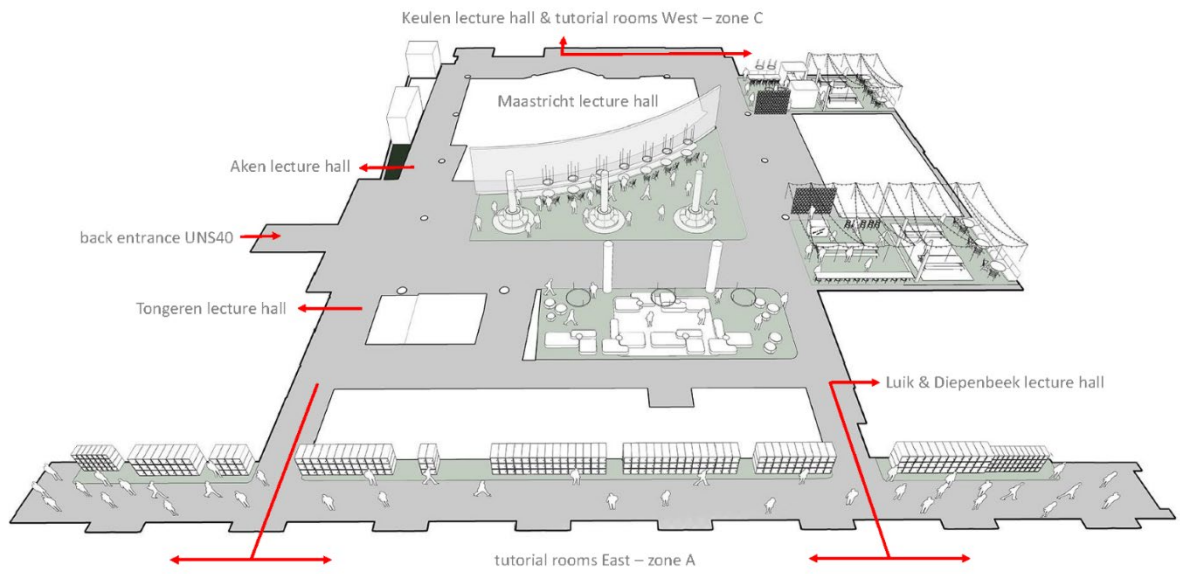 Keulen lecture hall & tutorial rooms West – zone C
Maastricht lecture hall
Aken lecture hall
back entrance UNS40
Tongeren lecture hall
Luik & Diepenbeek lecture hall
tutorial rooms East – zone A